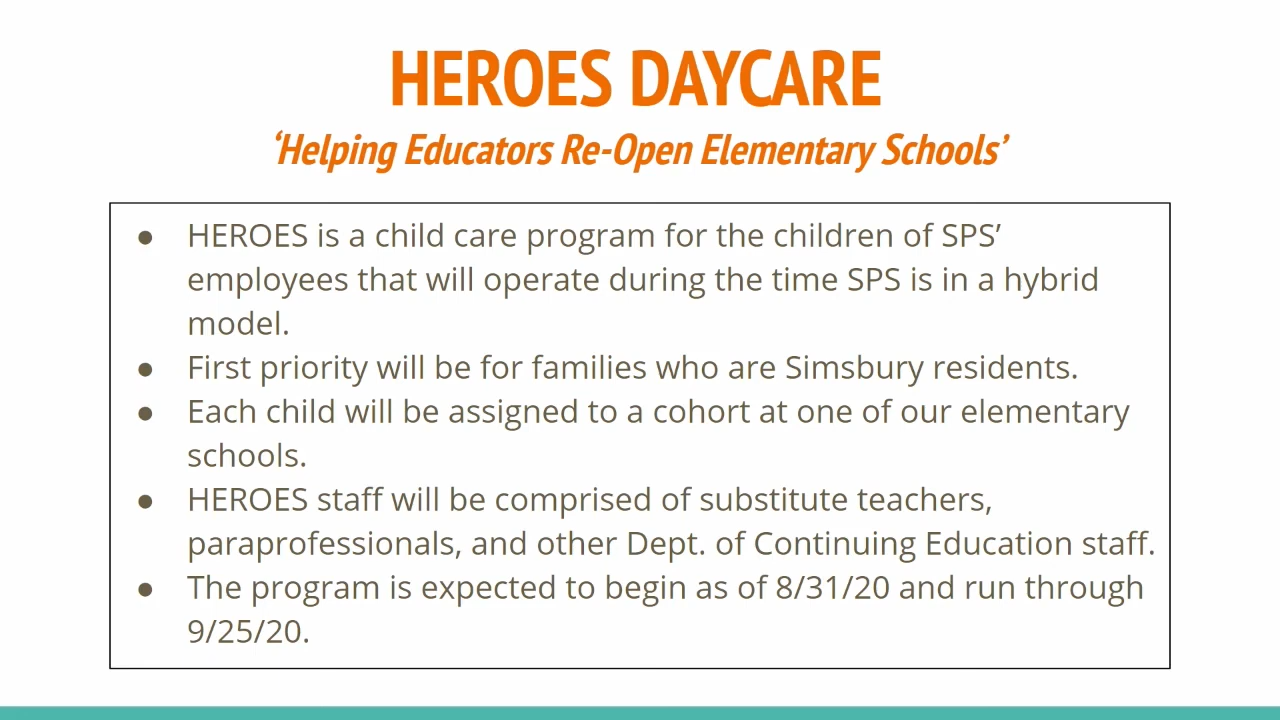 HEROES DAYCARE
‘Helping Educators Re-Open Elementary Schools’
● HEROES is a child care program for the children of SPS’
employees that will operate during the time SPS is in a hybrid
model.
● First priority will be for families who are Simsbury residents.
● Each child will be assigned to a cohort at one of our elementary
schools.
● HEROES staff will be comprised of substitute teachers,
paraprofessionals, and other Dept. of Continuing Education staff.
● The program is expected to begin as of 8/31/20 and run through
9/25/20.